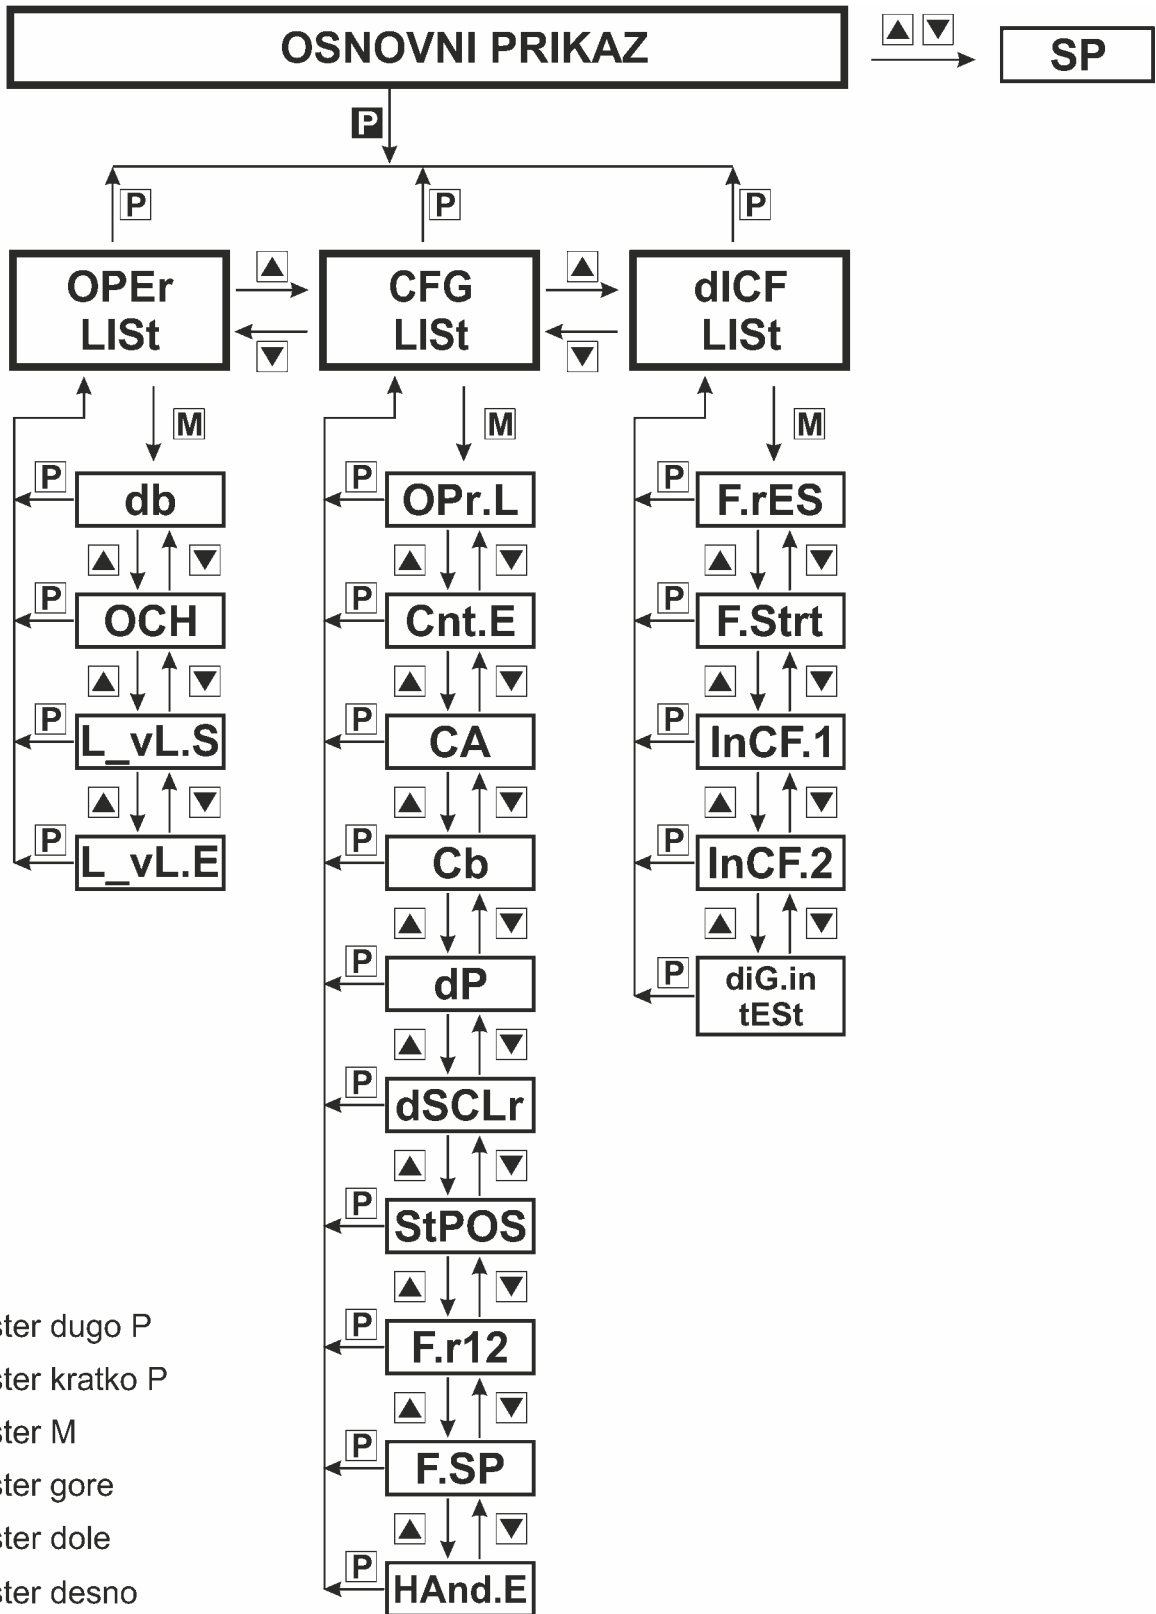 OSNOVNI PRIKAZ
▲ ▼
SP
P
P
P
P
OPEr
LISt
▲
▼
CFG
LISt
▲
▼
dICF
LISt
M
M
M
P
db
P
OPr.L
P
F.rES
▲ ▼
▲ ▼
▲ ▼
P
OCH
P
Cnt.E
P
F.Strt
▲ ▼
▲ ▼
▲ ▼
P
L_vL.S
P
CA
P
InCF.1
▲ ▼
▲ ▼
▲ ▼
P
L_vL.E
P
Cb
P
InCF.2
▲ ▼
▲ ▼
P
dP
P
diG.in
tESt
▲ ▼
P
dSCLr
▲ ▼
P
StPOS
▲ ▼
P
F.r12
▲ ▼
P
F.SP
▲ ▼
P
HAnd.E
ster dugo P
ster kratko P
ster M
ster gore
ster dole
ster desno